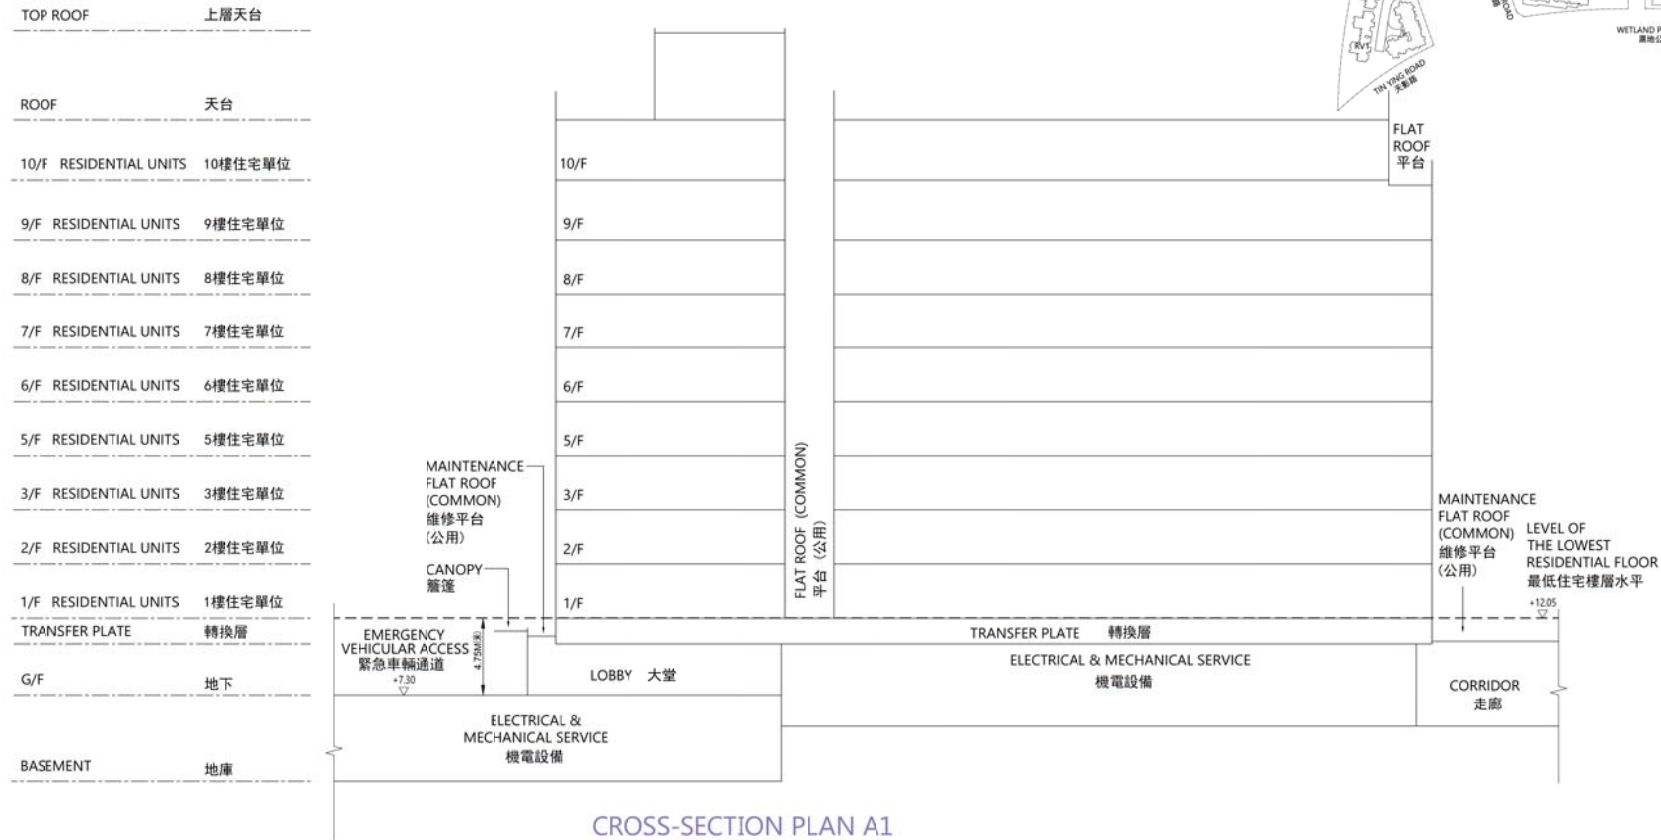 TOP ROOF 上層天台
ROOF 天台
10/F RESIDENTIAL UNITS 10樓住宅單位
9/F RESIDENTIAL UNITS 9樓住宅單位
8/F RESIDENTIAL UNITS 8樓住宅單位
7/F RESIDENTIAL UNITS 7樓住宅單位
6/F RESIDENTIAL UNITS 6樓住宅單位
5/F RESIDENTIAL UNITS 5樓住宅單位
3/F RESIDENTIAL UNITS 3樓住宅單位
2/F RESIDENTIAL UNITS 2樓住宅單位
1/F RESIDENTIAL UNITS 1樓住宅單位
TRANSFER PLATE 轉換層
G/F 地下
BASEMENT 地庫
10/F
9/F
8/F
7/F
6/F
5/F
3/F
2/F
1/F
MAINTENANCE
FLAT ROOF
(COMMON)
維修平台
(公用)
CANOPY
簷篷
EMERGENCY
VEHICULAR ACCESS
緊急車輛通道
+7.30
4.75M(米)
LOBBY 大堂
ELECTRICAL &
MECHANICAL SERVICE
機電設備
FLAT ROOF (COMMON)
平台 (公用)
TRANSFER PLATE 轉換層
ELECTRICAL & MECHANICAL SERVICE
機電設備
FLAT
ROOF
平台
MAINTENANCE
FLAT ROOF
(COMMON)
維修平台
(公用)
LEVEL OF
THE LOWEST
RESIDENTIAL FLOOR
最低住宅樓層水平
+12.05
CORRIDOR
走廊
TIN YING ROAD
天影路
ROAD
WETLAND
CROSS-SECTION PLAN A1